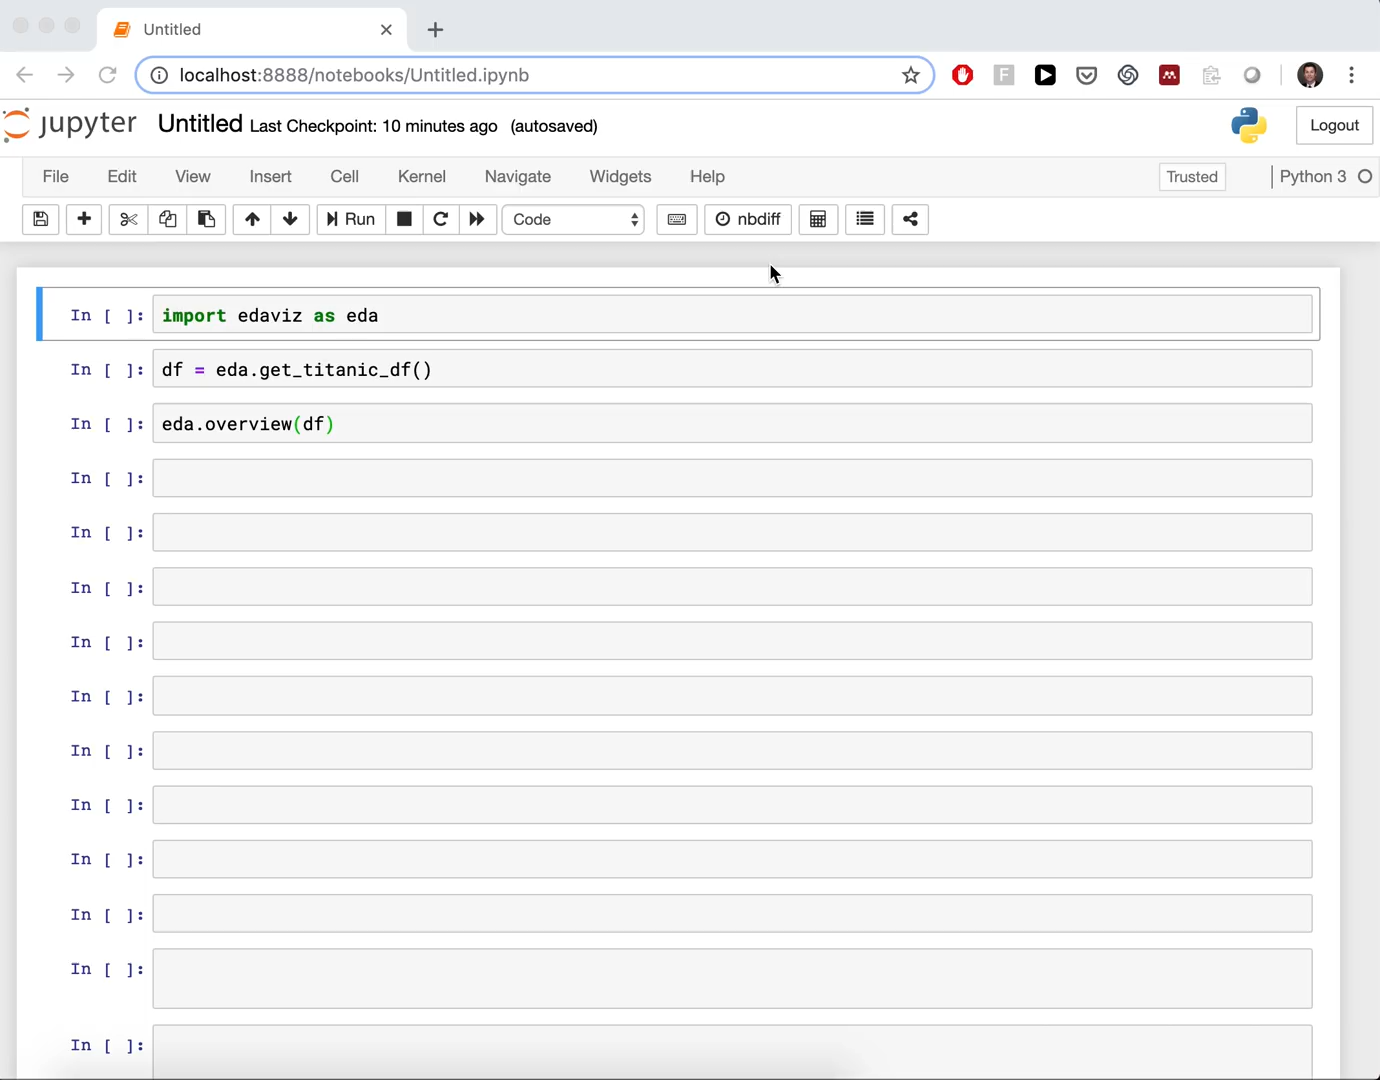 Untitled
localhost:8888/notebooks/Untitled.ipynb
jupyter Untitled Last Checkpoint: 10 minutes ago (autosaved)
Logout
File Edit View Insert Cell Kernel Navigate Widgets Help Trusted Python 3
Run Code nbdiff
In [ ]: import edaviz as eda
In [ ]: df = eda.get_titanic_df()
In [ ]: eda.overview(df)
In [ ]:
In [ ]:
In [ ]:
In [ ]:
In [ ]:
In [ ]:
In [ ]:
In [ ]:
In [ ]:
In [ ]:
In [ ]: